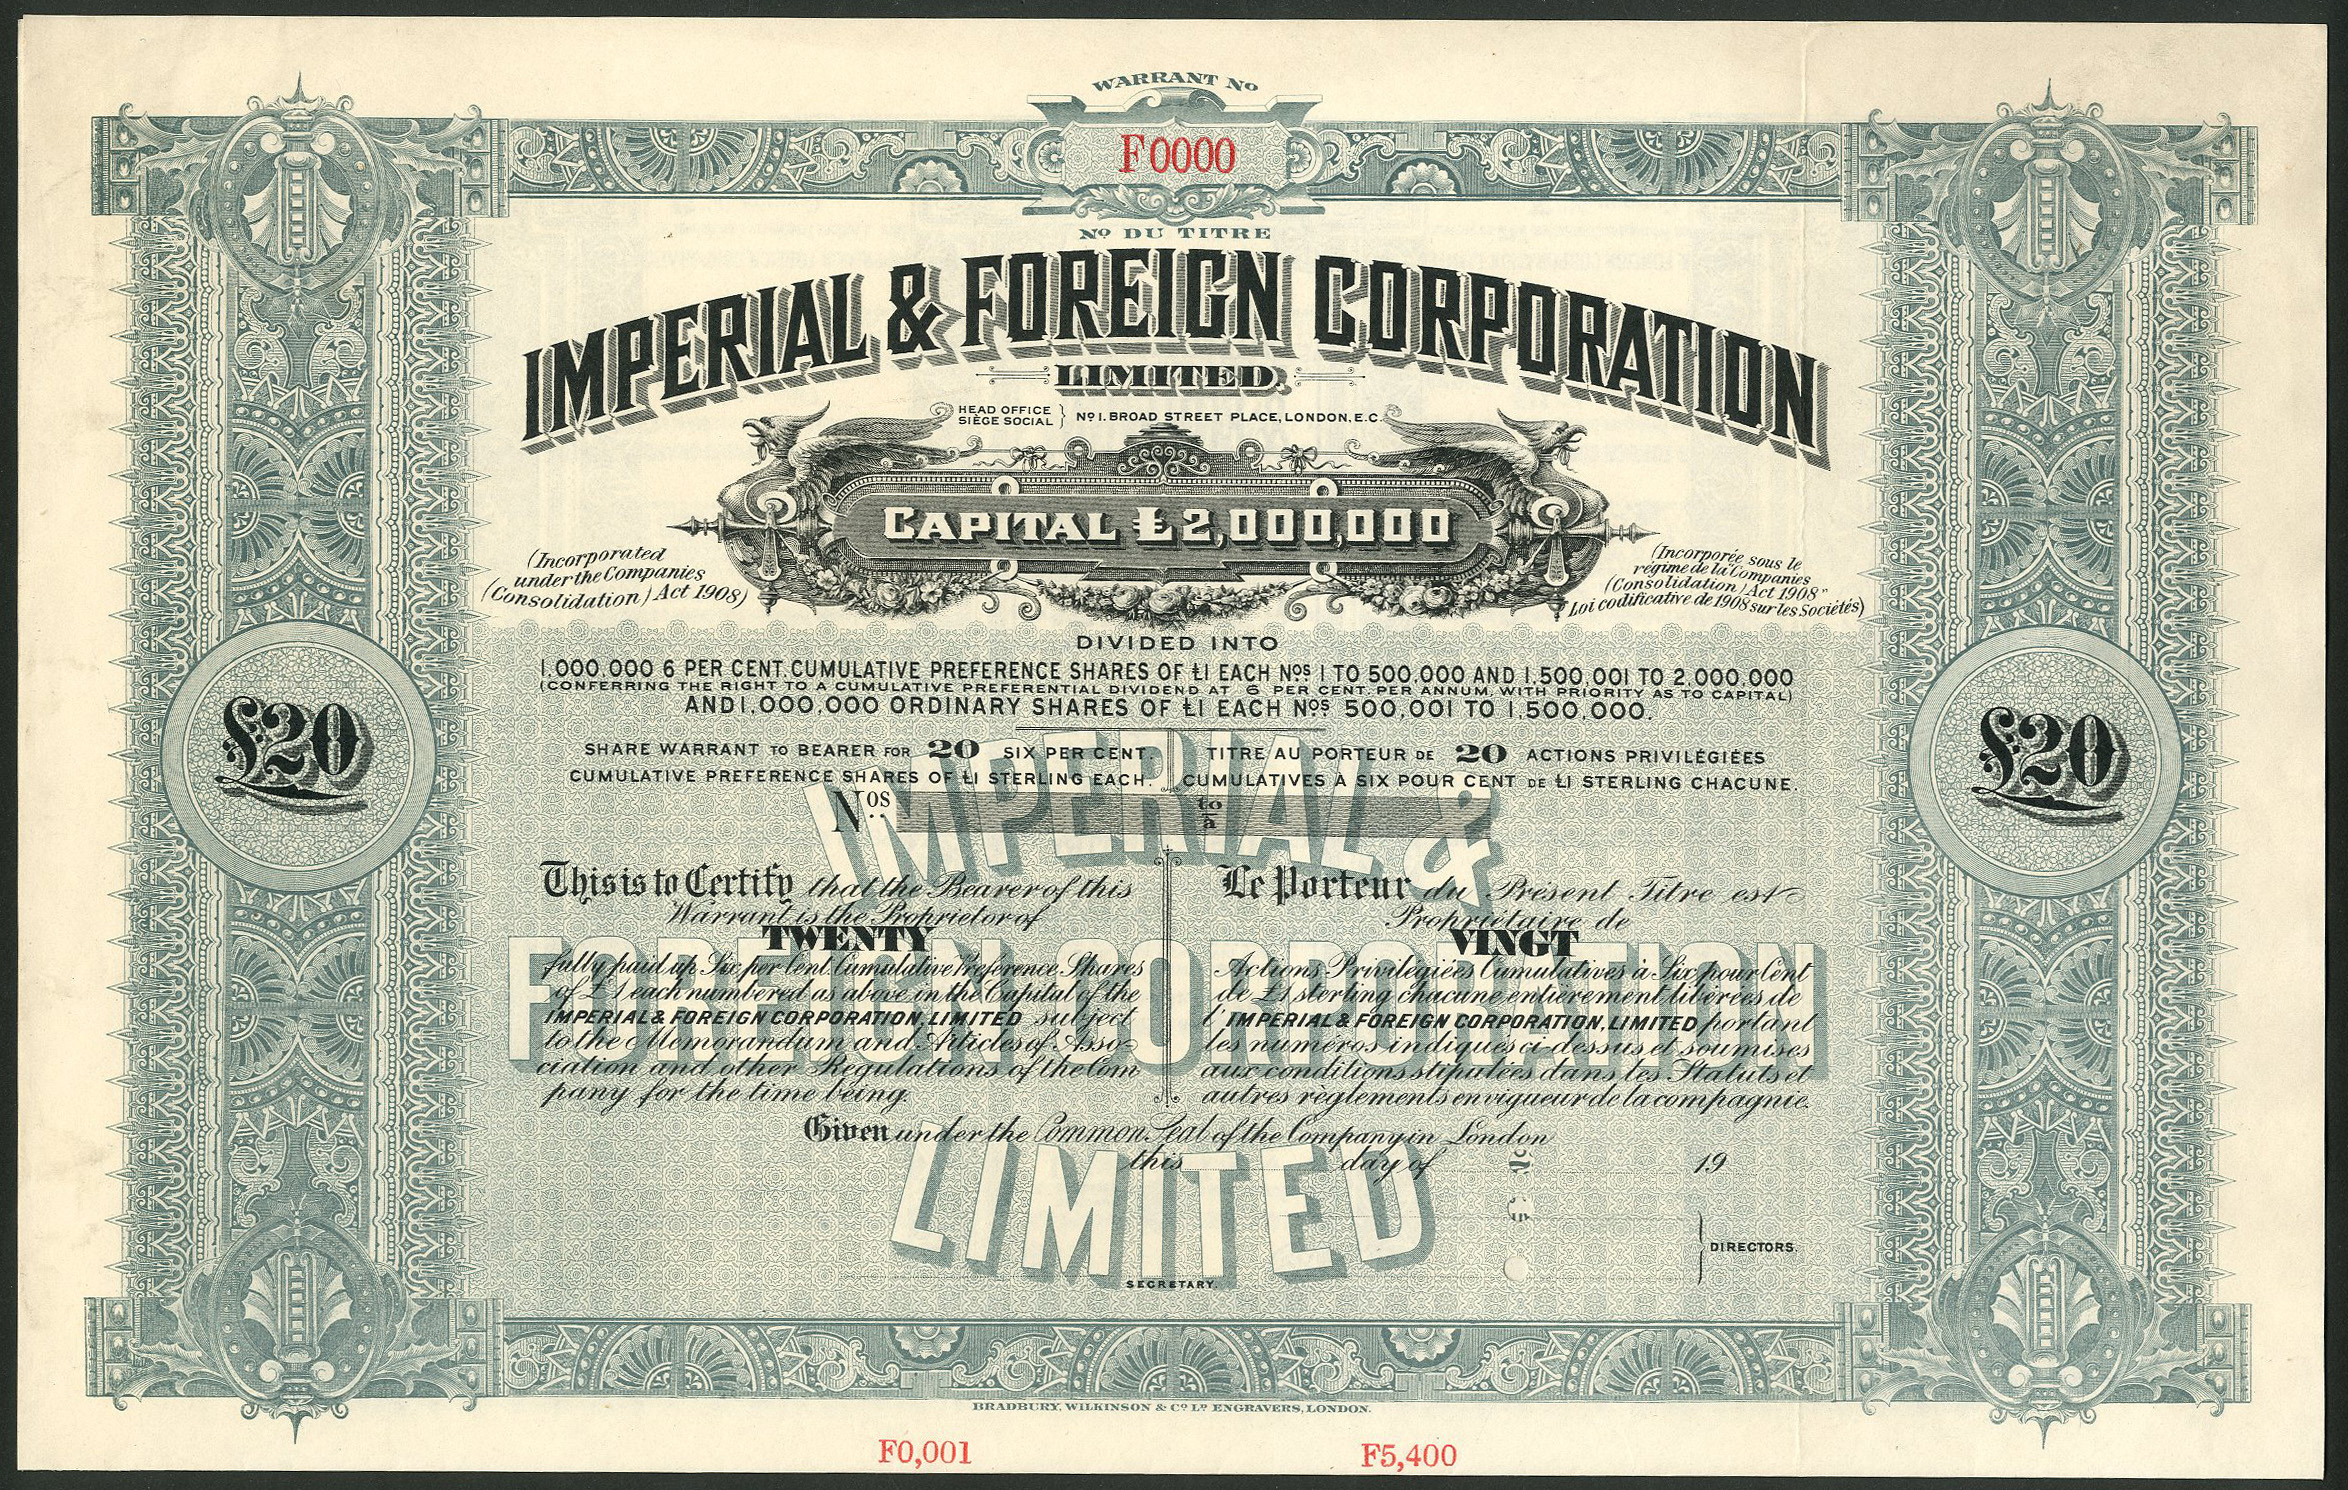 WARRANT Nº
F0000
Nº DU TITRE
IMPERIAL & FOREIGN CORPORATION
LIMITED.
HEAD OFFICE
SIÈGE SOCIAL } Nº 1. BROAD STREET PLACE, LONDON, E.C.
CAPITAL £2,000,000
(Incorporated
under the Companies
(Consolidation) Act 1908)
(Incorporée sous le
régime de la "Companies
(Consolidation) Act 1908"
Loi codificative de 1908 sur les Sociétés)
DIVIDED INTO
1.000.000 6 PER CENT. CUMULATIVE PREFERENCE SHARES OF £1 EACH NOS 1 TO 500.000 AND 1.500.001 TO 2.000.000
(CONFERRING THE RIGHT TO A CUMULATIVE PREFERENTIAL DIVIDEND AT 6 PER CENT. PER ANNUM, WITH PRIORITY AS TO CAPITAL)
AND 1,000,000 ORDINARY SHARES OF £1 EACH NOS 500,001 TO 1,500,000.
£20
£20
SHARE WARRANT TO BEARER FOR 20 SIX PER CENT.
CUMULATIVE PREFERENCE SHARES OF £1 STERLING EACH.
TITRE AU PORTEUR DE 20 ACTIONS PRIVILÉGIÉES
CUMULATIVES À SIX POUR CENT DE £1 STERLING CHACUNE.
Nos to
à
IMPERIAL &
FOREIGN CORPORATION
LIMITED
This is to Certify that the Bearer of this
Warrant is the Proprietor of
TWENTY
fully paid up Six per Cent Cumulative Preference Shares
of £1 each numbered as above in the Capital of the
IMPERIAL & FOREIGN CORPORATION, LIMITED subject
to the Memorandum and Articles of Asso-
ciation and other Regulations of the Com
pany for the time being.
Le Porteur du Présent Titre est
Propriétaire de
VINGT
Actions Privilégiées Cumulatives à Six pour Cent
de £1 sterling chacune entièrement libérées de
l'IMPERIAL & FOREIGN CORPORATION, LIMITED portant
les numéros indiqués ci-dessus et soumises
aux conditions stipulées dans les Statuts et
autres règlements en vigueur de la compagnie.
Given under the Common Seal of the Company in London
this day of 19
DIRECTORS.
SECRETARY.
BRADBURY, WILKINSON & Cº Lº ENGRAVERS, LONDON.
F0,001 F5,400